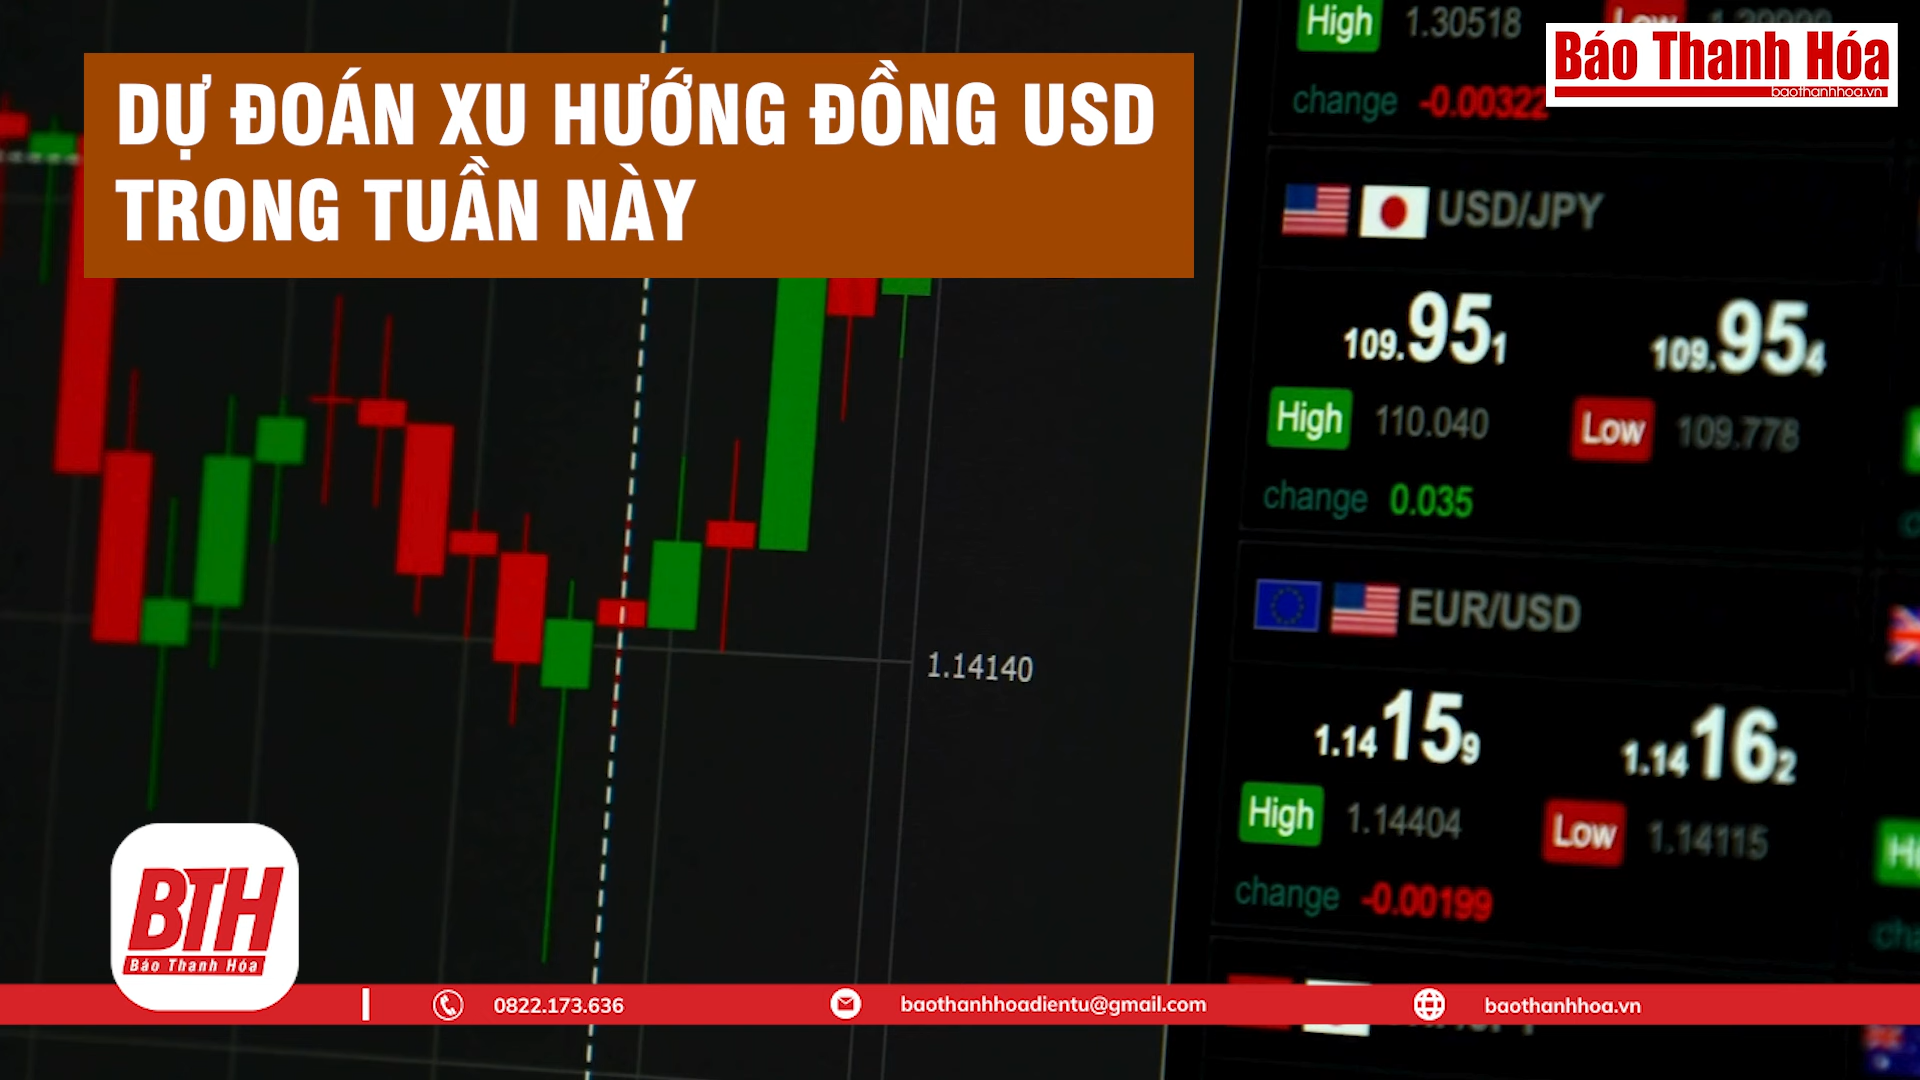 DỰ ĐOÁN XU HƯỚNG ĐỒNG USD
TRONG TUẦN NÀY
Báo Thanh Hóa
baothanhhoa.vn
High 1.30518 Low
change -0.00322
USD/JPY
109.951 109.954
High 110.040 Low 109.778
change 0.035
EUR/USD
1.14159 1.14162
High 1.14404 Low 1.14115
change -0.00199
1.14140
BTH
Báo Thanh Hóa
0822.173.636
baothanhhoadientu@gmail.com
baothanhhoa.vn